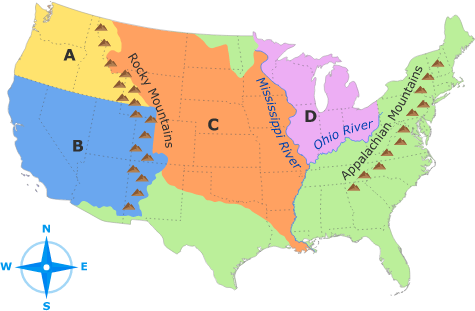 A
Rocky Mountains
B
C
Mississippi River
D
Ohio River
Appalachian Mountains
N
W
E
S